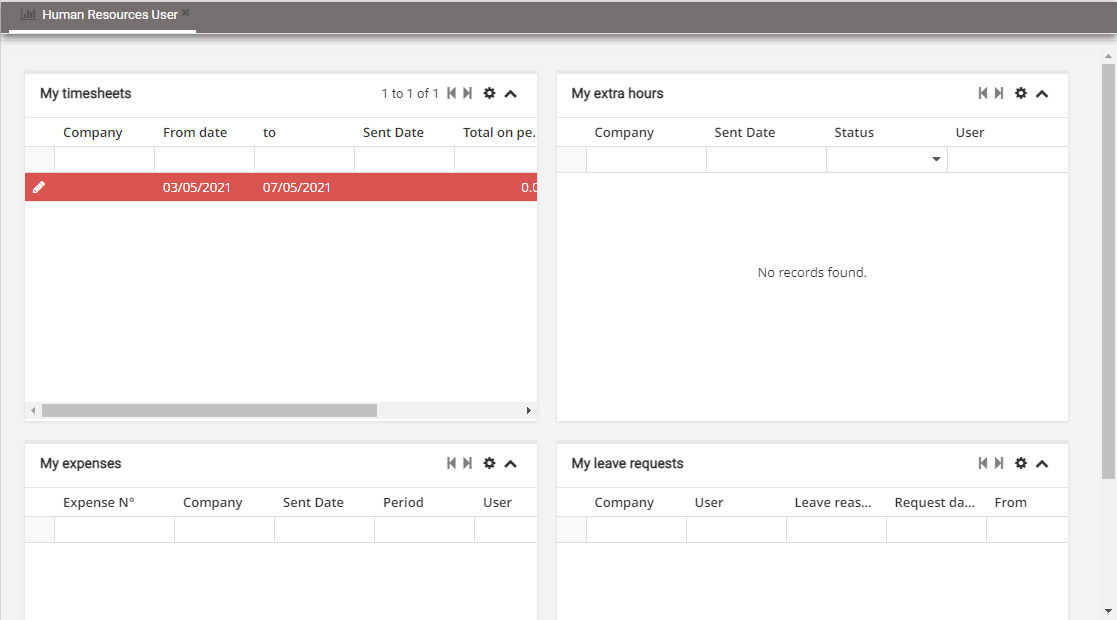 Human Resources User
My timesheets
1 to 1 of 1
Company From date to Sent Date Total on pe..
03/05/2021 07/05/2021 0.0
My extra hours
Company Sent Date Status User
No records found.
My expenses
Expense N° Company Sent Date Period User
My leave requests
Company User Leave reas... Request da... From